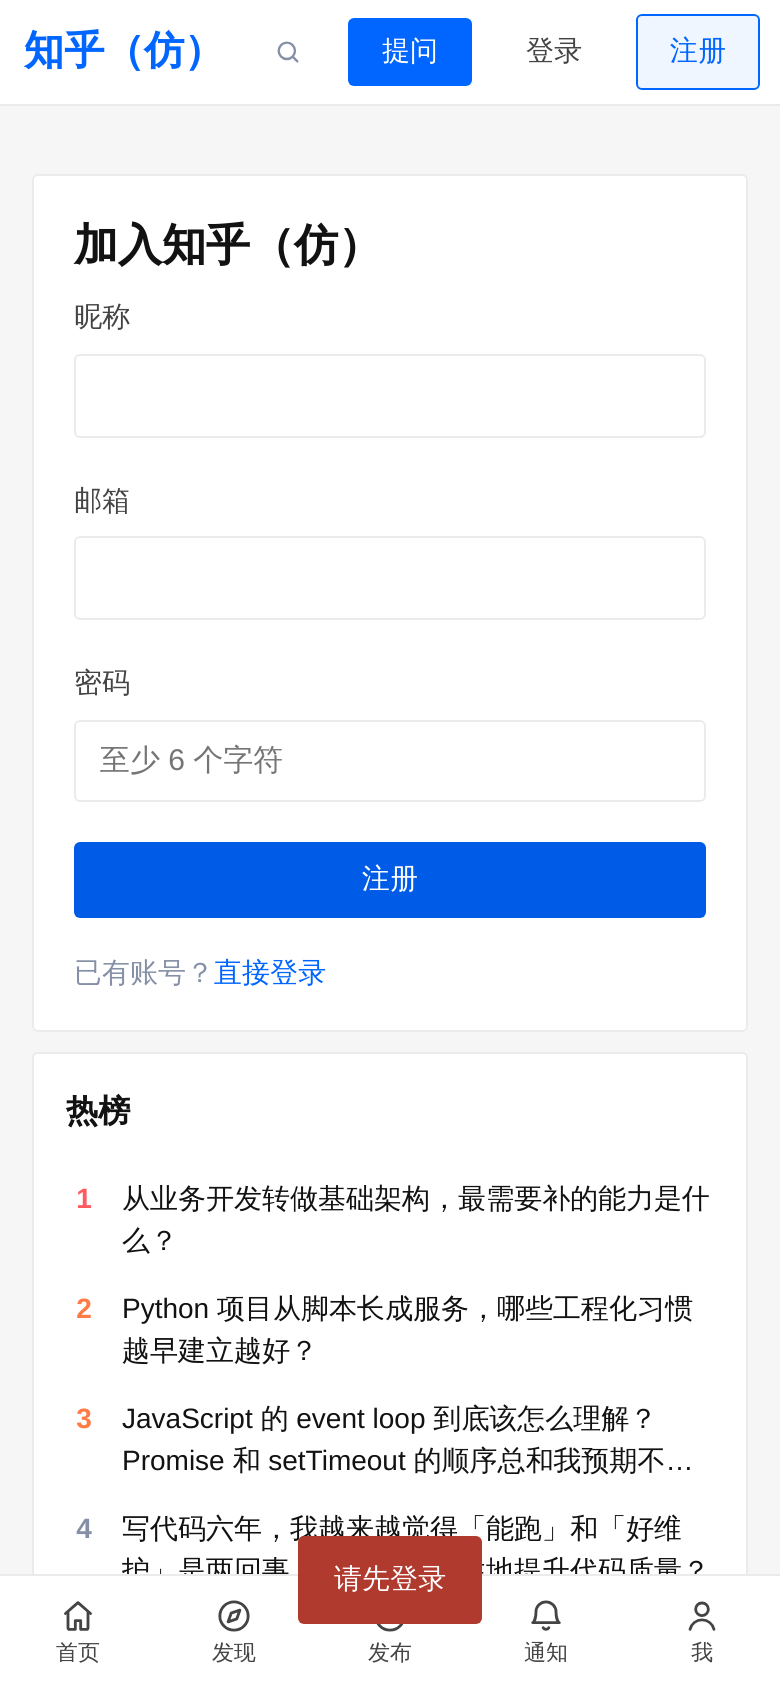 知乎（仿）
提问
登录
注册
加入知乎（仿）
昵称
邮箱
密码
至少 6 个字符
注册
已有账号？直接登录
热榜
1 从业务开发转做基础架构，最需要补的能力是什
么？
2 Python 项目从脚本长成服务，哪些工程化习惯
越早建立越好？
3 JavaScript 的 event loop 到底该怎么理解？
Promise 和 setTimeout 的顺序总和我预期不…
4 写代码六年，我越来越觉得「能跑」和「好维
护」是两回事
地提升代码质量？
请先登录
首页
发现
发布
通知
我